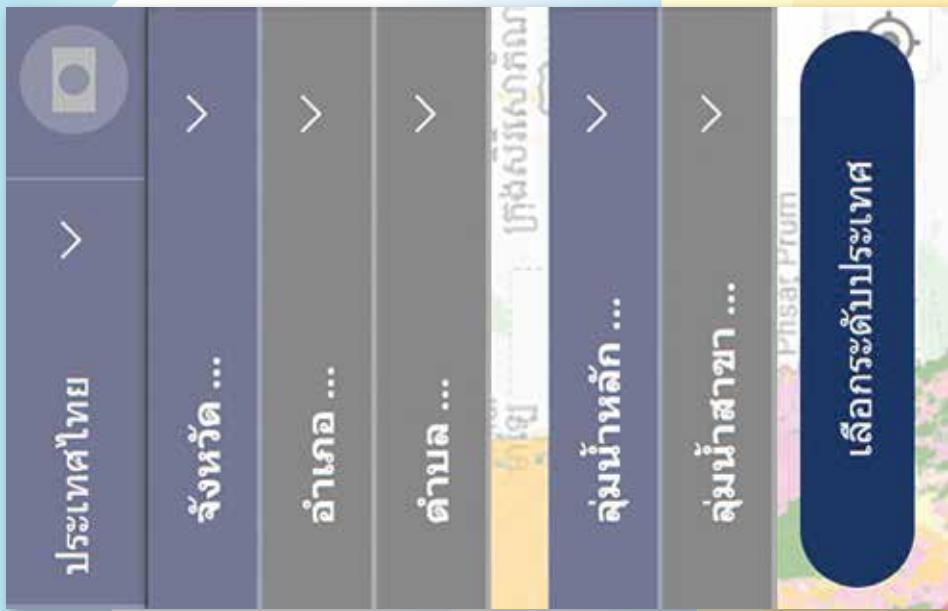 ประเทศไทย
จังหวัด ...
อำเภอ ...
ตำบล ...
ลุ่มน้ำหลัก ...
ลุ่มน้ำสาขา ...
Phsar Prum
เลือกระดับประเทศ